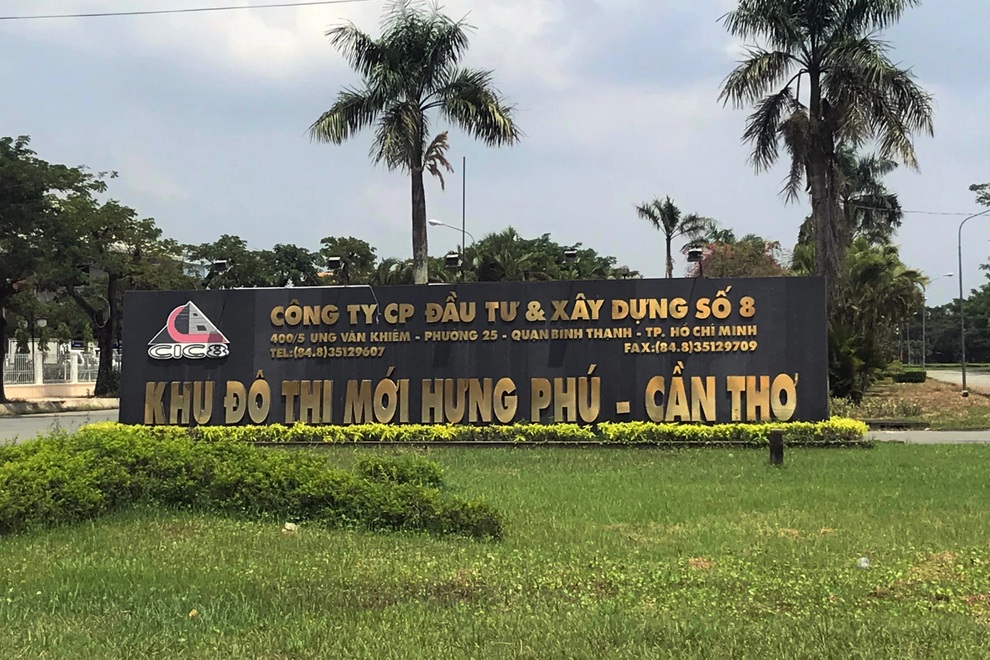 CIC8
CÔNG TY CP ĐẦU TƯ & XÂY DỰNG SỐ 8
400/5 UNG VĂN KHIÊM - PHƯỜNG 25 - QUẬN BÌNH THẠNH - TP. HỒ CHÍ MINH
TEL:(84.8)35129607 FAX:(84.8)35129709
KHU ĐÔ THỊ MỚI HƯNG PHÚ - CẦN THƠ